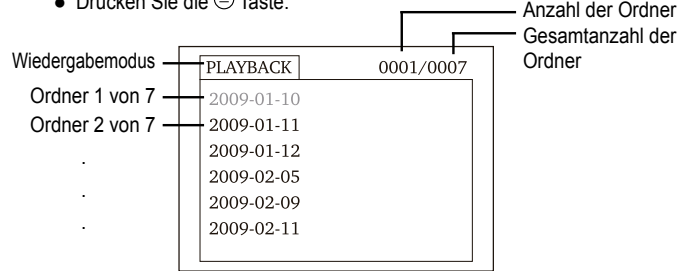 ● Drücken Sie die ⊖ Taste.
Anzahl der Ordner
Gesamtanzahl der
Ordner
Wiedergabemodus
PLAYBACK 0001/0007
Ordner 1 von 7
2009-01-10
Ordner 2 von 7
2009-01-11
2009-01-12
2009-02-05
2009-02-09
2009-02-11
.
.
.